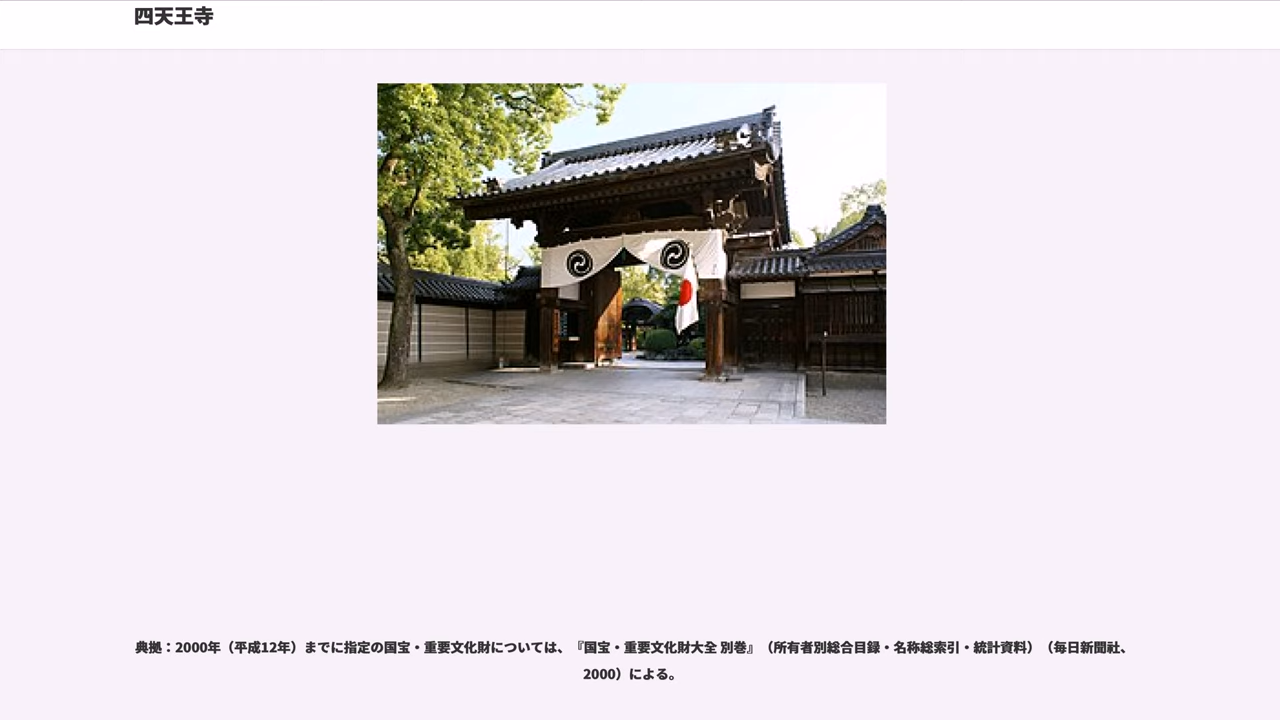 四天王寺
典拠：2000年（平成12年）までに指定の国宝・重要文化財については、『国宝・重要文化財大全 別巻』（所有者別総合目録・名称総索引・統計資料）（毎日新聞社、
2000）による。